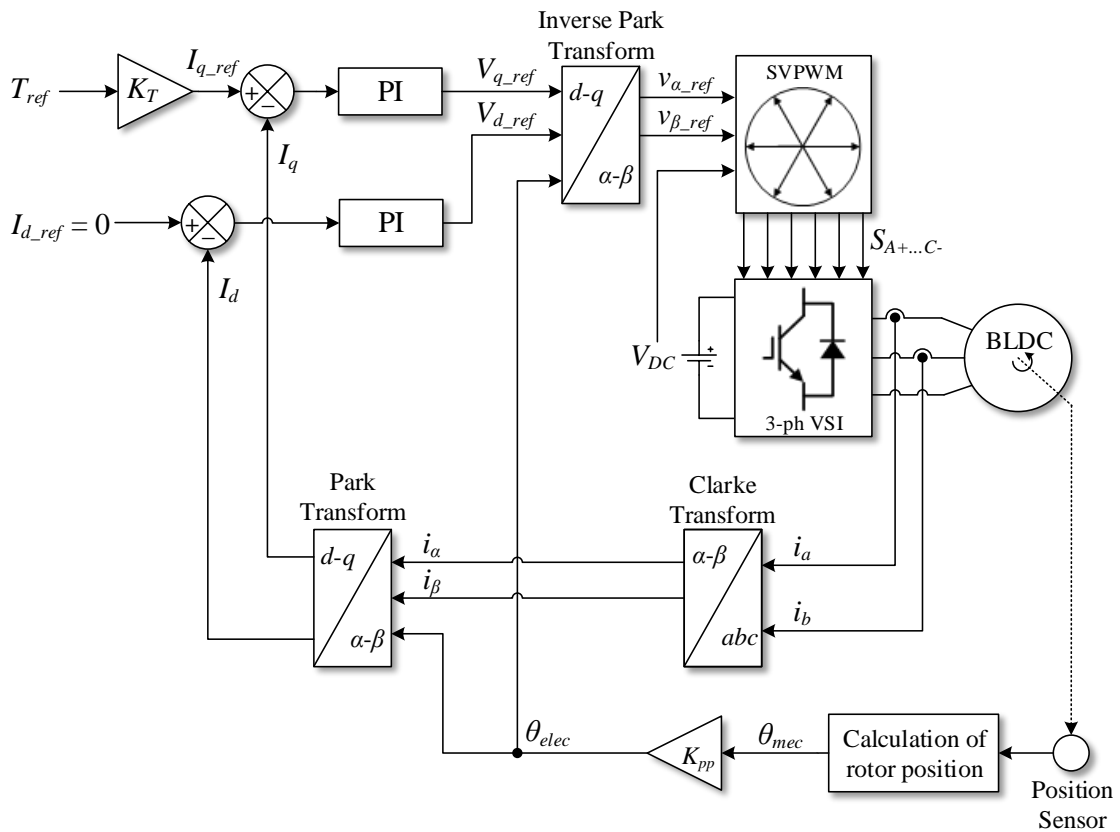 Inverse Park
Transform
T_ref
K_T
I_q_ref
+
−
PI
V_q_ref
V_d_ref
d-q
α-β
v_α_ref
v_β_ref
SVPWM
I_q
I_d_ref = 0
+
−
PI
I_d
S_A+...C-
V_DC
+
-
3-ph VSI
BLDC
Park
Transform
d-q
α-β
i_α
i_β
Clarke
Transform
α-β
abc
i_a
i_b
θ_elec
K_pp
θ_mec
Calculation of
rotor position
Position
Sensor